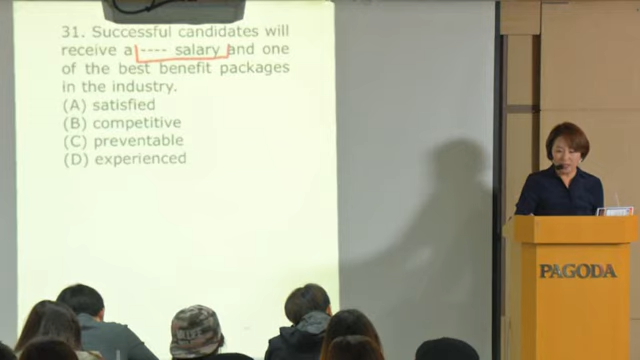 31. Successful candidates will
receive a ---- salary and one
of the best benefit packages
in the industry.
(A) satisfied
(B) competitive
(C) preventable
(D) experienced
PAGODA